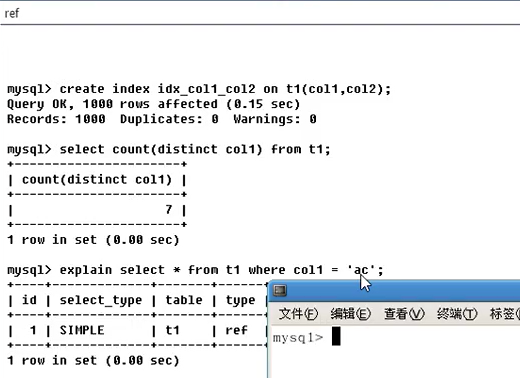 ref
mysql> create index idx_col1_col2 on t1(col1,col2);
Query OK, 1000 rows affected (0.15 sec)
Records: 1000  Duplicates: 0  Warnings: 0
mysql> select count(distinct col1) from t1;
+----------------------+
| count(distinct col1) |
+----------------------+
|                    7 |
+----------------------+
1 row in set (0.00 sec)
mysql> explain select * from t1 where col1 = 'ac';
+----+-------------+-------+------+
| id | select_type | table | type |
+----+-------------+-------+------+
|  1 | SIMPLE      | t1    | ref  |
+----+-------------+-------+------+
1 row in set (0.00 sec)
文件(F) 编辑(E) 查看(V) 终端(T) 标签
mysql>